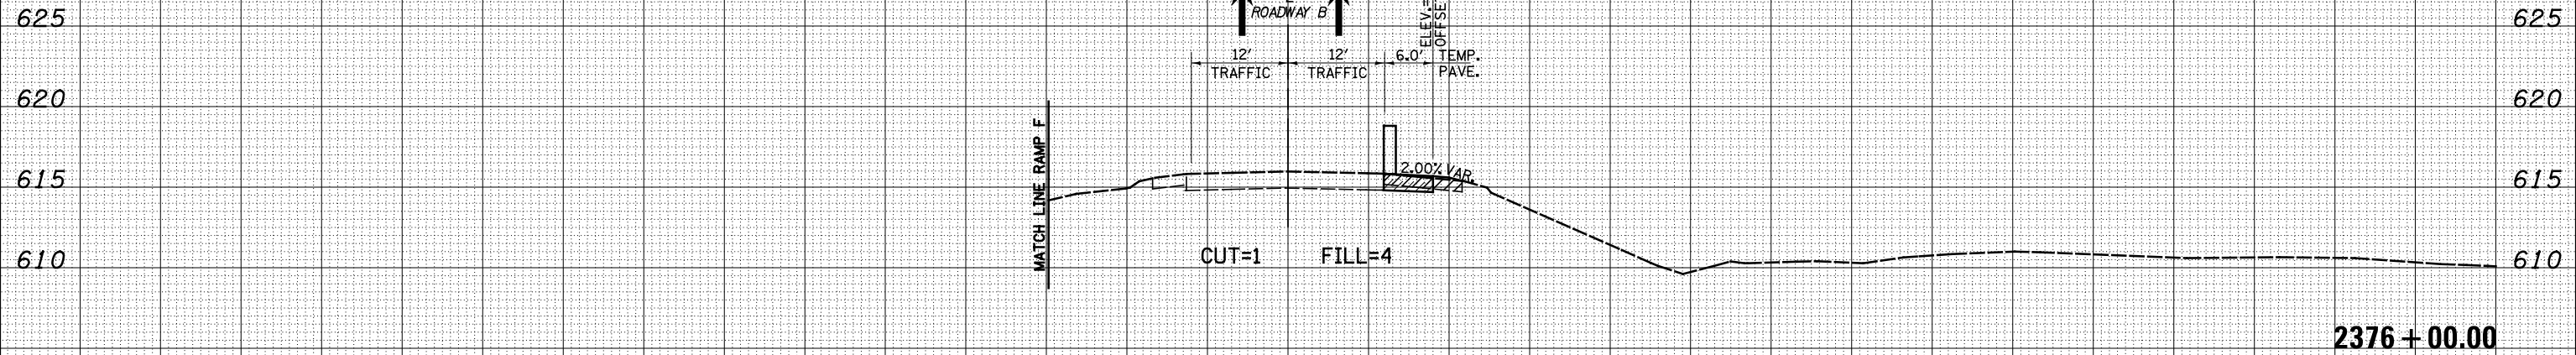 625
ROADWAY B
ELEV.=
OFFSE
625
12'
12'
6.0'
TEMP.
TRAFFIC
TRAFFIC
PAVE.
620
620
MATCH LINE RAMP F
2.00%
VAR.
615
615
CUT=1
FILL=4
610
610
2376+00.00